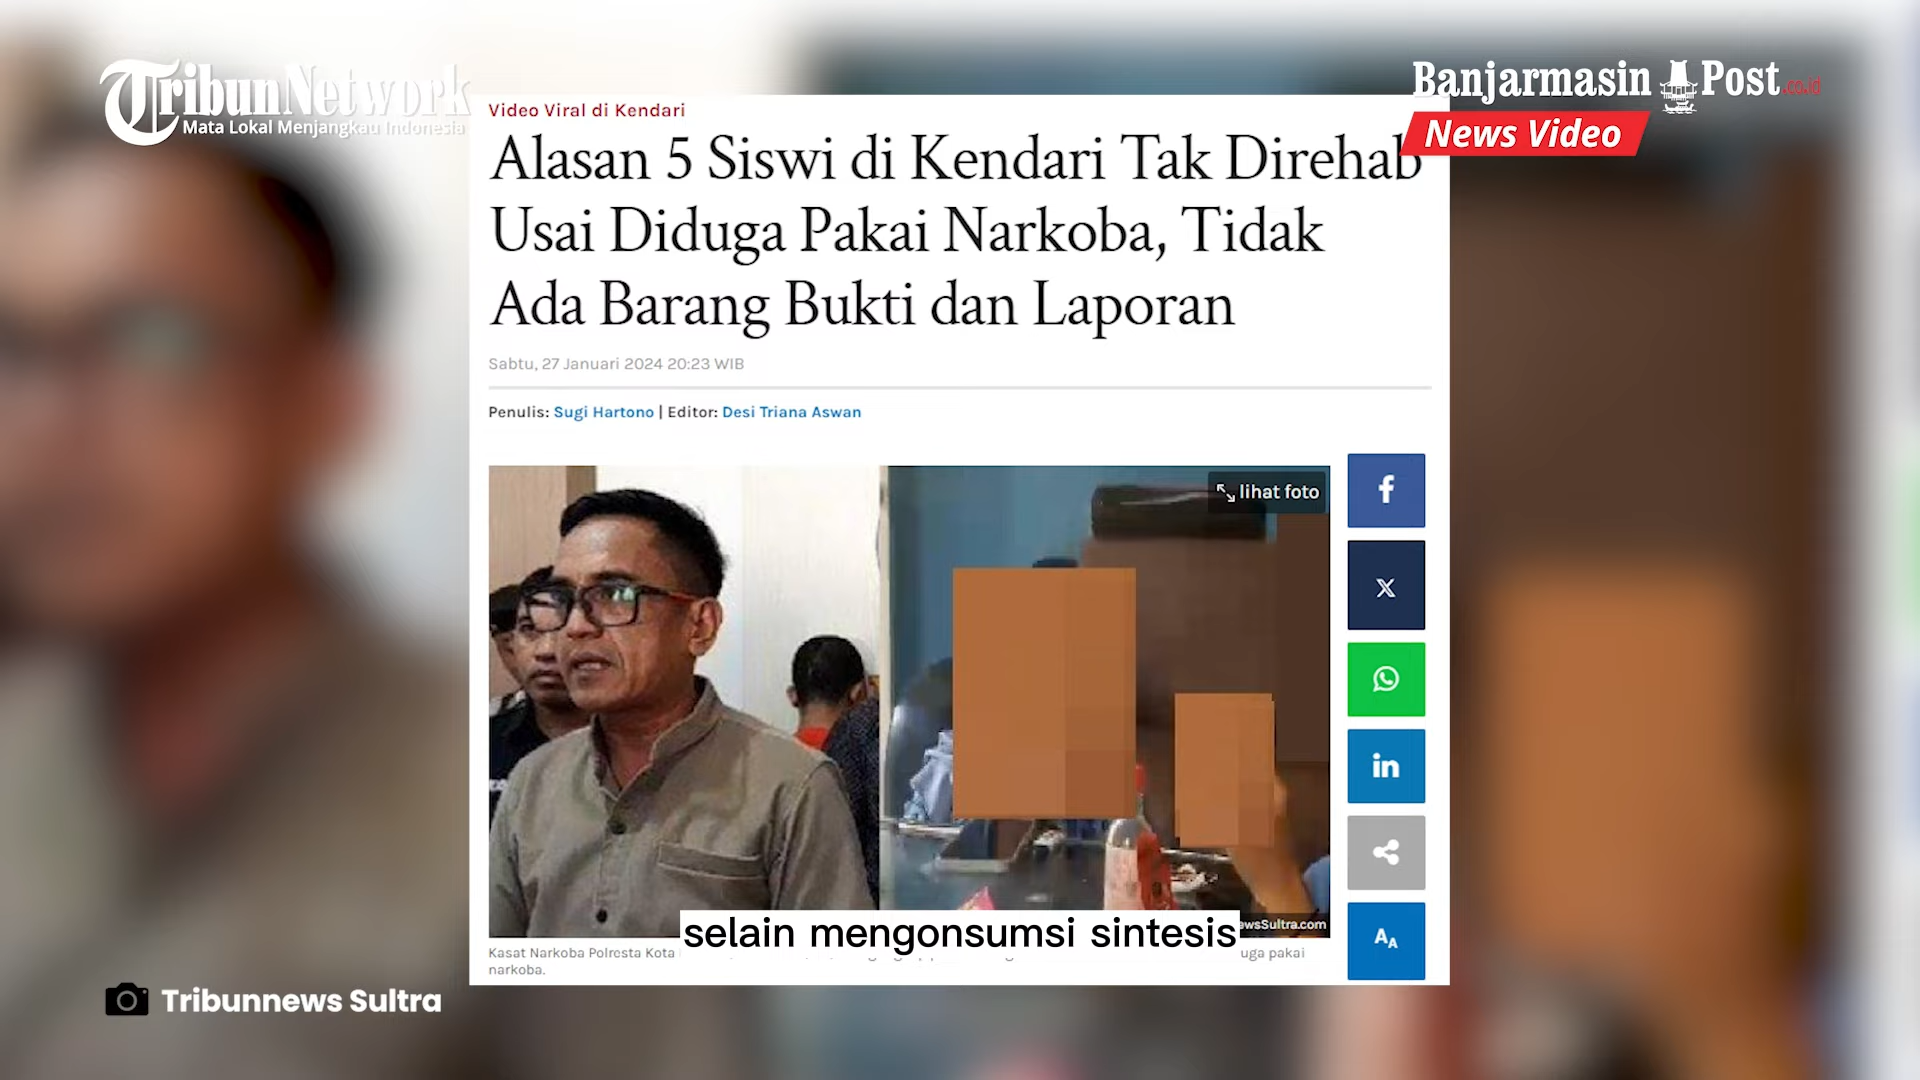 TribunNetwork
Mata Lokal Menjangkau Indonesia
Banjarmasin Post.co.id
News Video
Video Viral di Kendari
Alasan 5 Siswi di Kendari Tak Direhab
Usai Diduga Pakai Narkoba, Tidak
Ada Barang Bukti dan Laporan
Sabtu, 27 Januari 2024 20:23 WIB
Penulis: Sugi Hartono | Editor: Desi Triana Aswan
lihat foto
ewsSultra.com
selain mengonsumsi sintesis
Kasat Narkoba Polresta Kota uga pakai
narkoba.
Tribunnews Sultra